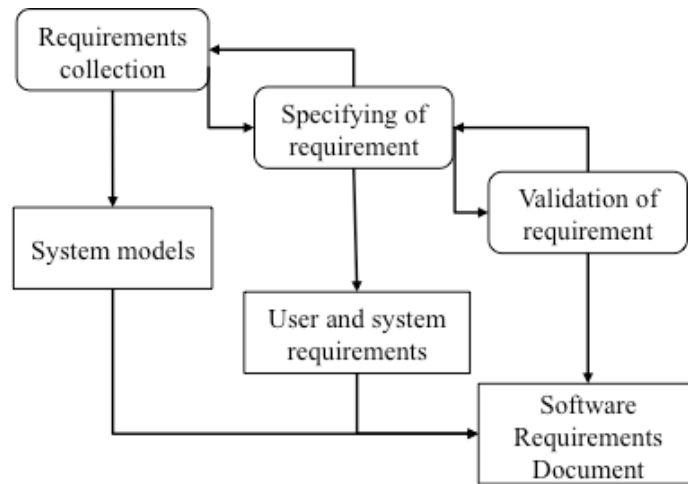 Requirements
collection
Specifying of
requirement
Validation of
requirement
System models
User and system
requirements
Software
Requirements
Document